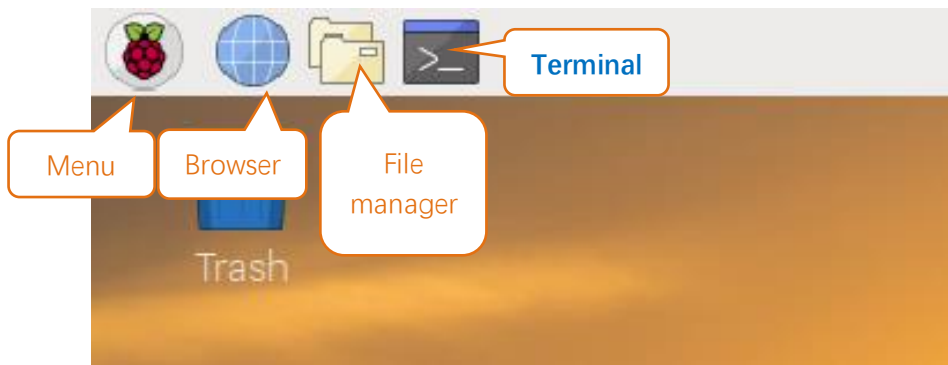 >_
Terminal
Menu
Browser
File
manager
Trash